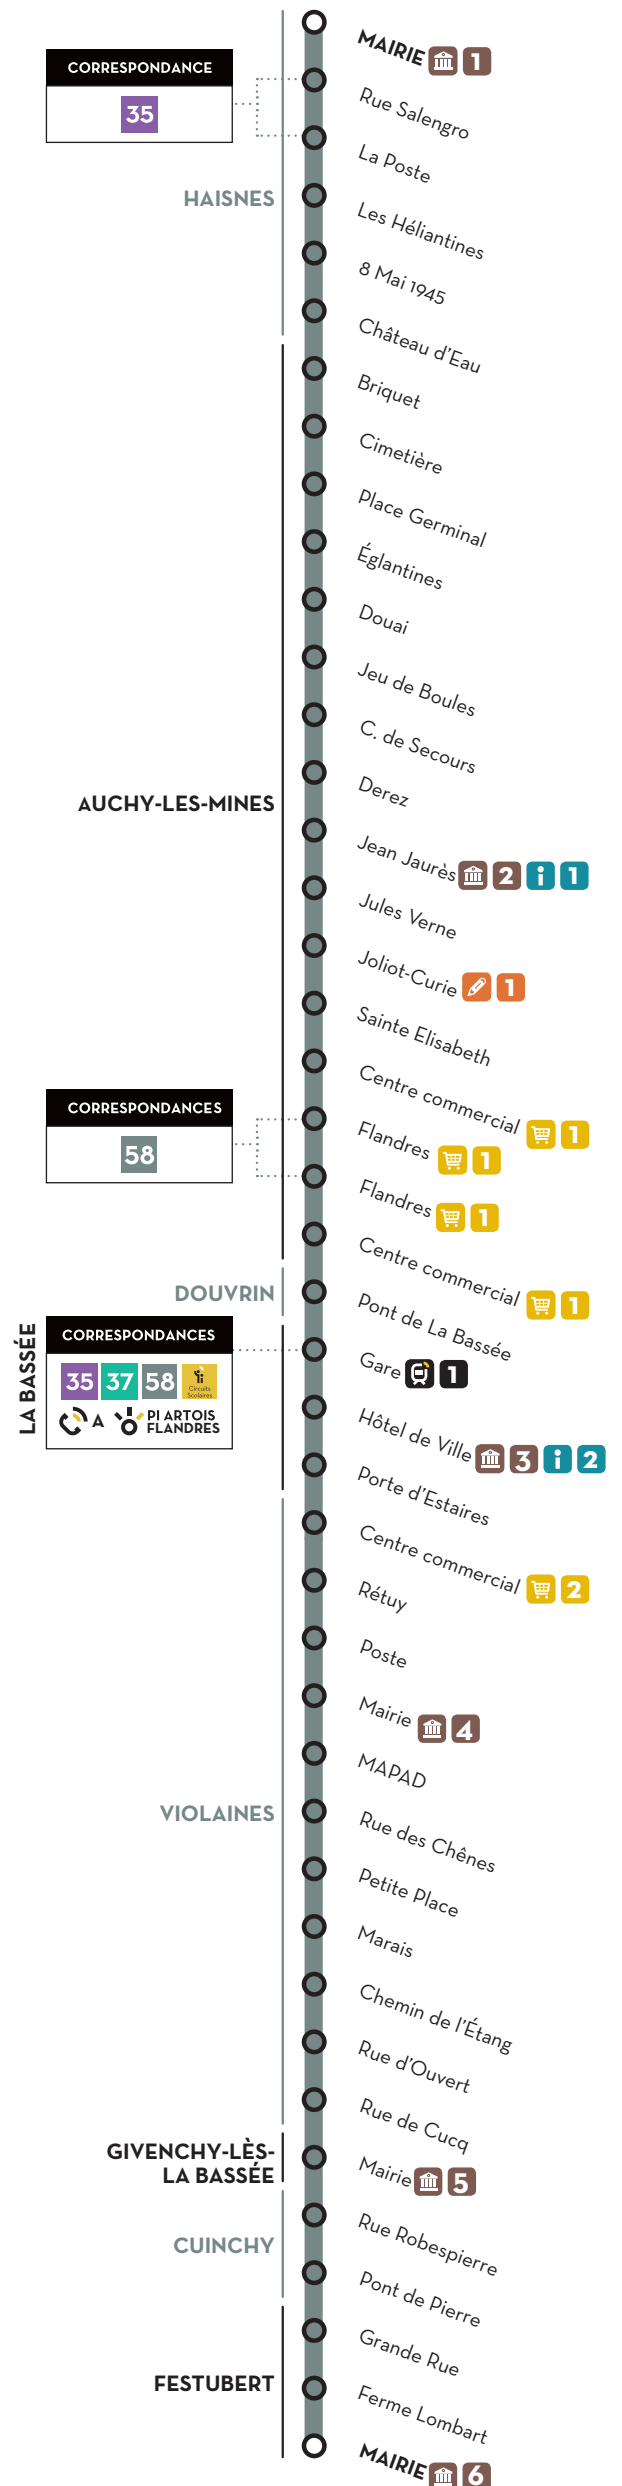 MAIRIE 1
CORRESPONDANCE
35
Rue Salengro
La Poste
HAISNES
Les Héliantines
8 Mai 1945
Château d'Eau
Briquet
Cimetière
Place Germinal
Églantines
Douai
Jeu de Boules
C. de Secours
AUCHY-LES-MINES
Derez
Jean Jaurès 2 i 1
Jules Verne
Joliot-Curie 1
Sainte Elisabeth
Centre commercial 1
CORRESPONDANCES
58
Flandres 1
Flandres 1
Centre commercial 1
DOUVRIN
Pont de La Bassée
LA BASSÉE
CORRESPONDANCES
35 37 58 Circuits
Scolaires
A PI ARTOIS
FLANDRES
Gare 1
Hôtel de Ville 3 i 2
Porte d'Estaires
Centre commercial 2
Rétuy
Poste
Mairie 4
MAPAD
VIOLAINES
Rue des Chênes
Petite Place
Marais
Chemin de l'Étang
Rue d'Ouvert
Rue de Cucq
GIVENCHY-LÈS-
LA BASSÉE
Mairie 5
CUINCHY
Rue Robespierre
Pont de Pierre
Grande Rue
FESTUBERT
Ferme Lombart
MAIRIE 6